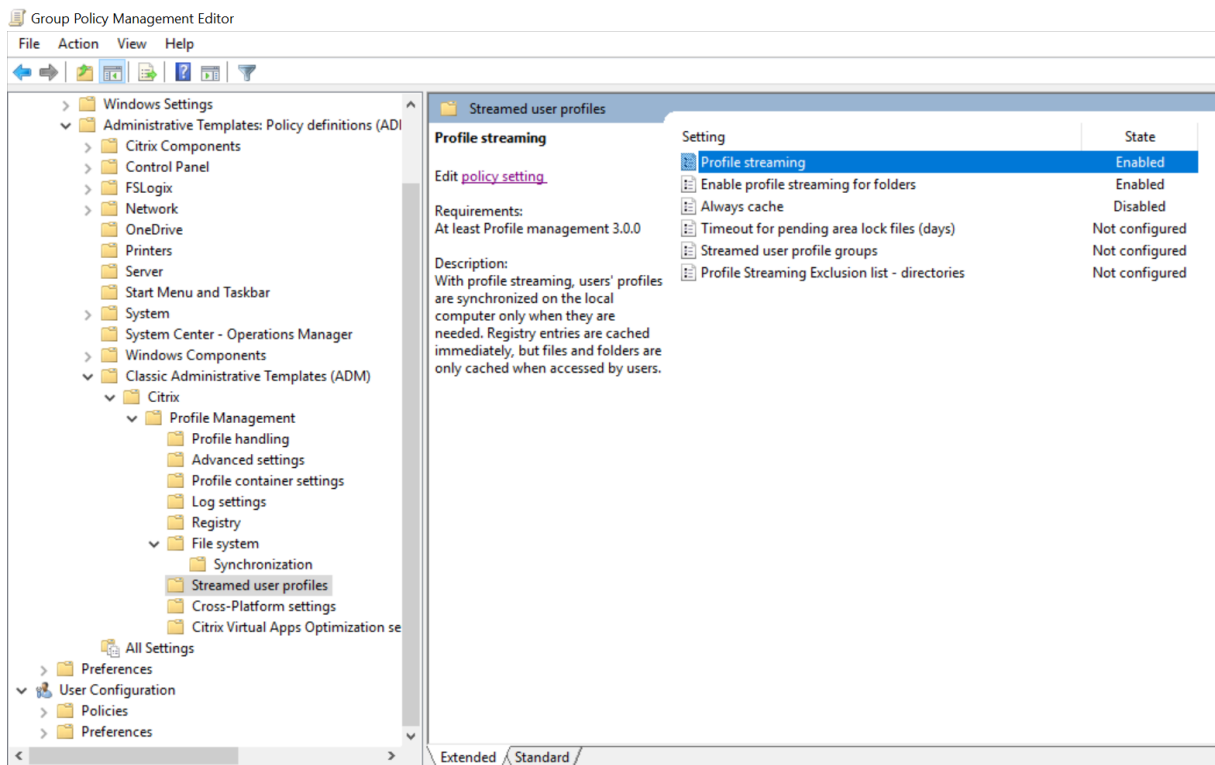 Group Policy Management Editor
File Action View Help
Windows Settings
Administrative Templates: Policy definitions (ADI
Citrix Components
Control Panel
FSLogix
Network
OneDrive
Printers
Server
Start Menu and Taskbar
System
System Center - Operations Manager
Windows Components
Classic Administrative Templates (ADM)
Citrix
Profile Management
Profile handling
Advanced settings
Profile container settings
Log settings
Registry
File system
Synchronization
Streamed user profiles
Cross-Platform settings
Citrix Virtual Apps Optimization se
All Settings
Preferences
User Configuration
Policies
Preferences
Streamed user profiles
Profile streaming
Edit policy setting
Requirements:
At least Profile management 3.0.0
Description:
With profile streaming, users' profiles
are synchronized on the local
computer only when they are
needed. Registry entries are cached
immediately, but files and folders are
only cached when accessed by users.
Setting State
Profile streaming Enabled
Enable profile streaming for folders Enabled
Always cache Disabled
Timeout for pending area lock files (days) Not configured
Streamed user profile groups Not configured
Profile Streaming Exclusion list - directories Not configured
Extended Standard